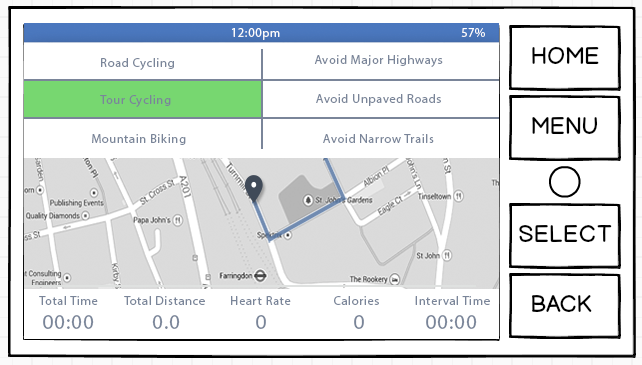 12:00pm 57%
HOME
Road Cycling Avoid Major Highways
Tour Cycling Avoid Unpaved Roads
MENU
Mountain Biking Avoid Narrow Trails
Garden
St. Cross St
A201
Turnmill
Albion Pl
St John's Gardens
Eagle Ct
Tinseltown
Publishing Events
Quality Diamonds
Papa John's
Spektrix
SELECT
St John
Consulting
Engineers
Kirby
Farringdon
The Rookery
BACK
Total Time Total Distance Heart Rate Calories Interval Time
00:00 0.0 0 0 00:00